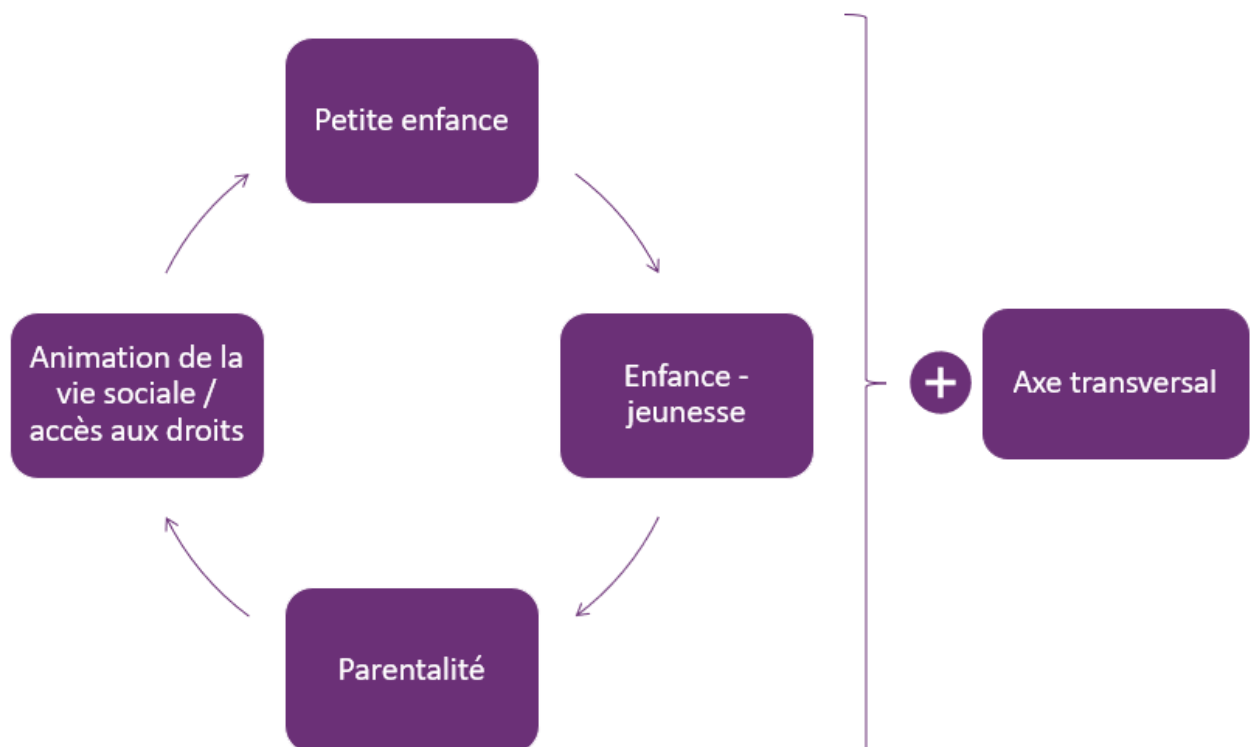 Petite enfance
Enfance -
jeunesse
Parentalité
Animation de la
vie sociale /
accès aux droits
+
Axe transversal